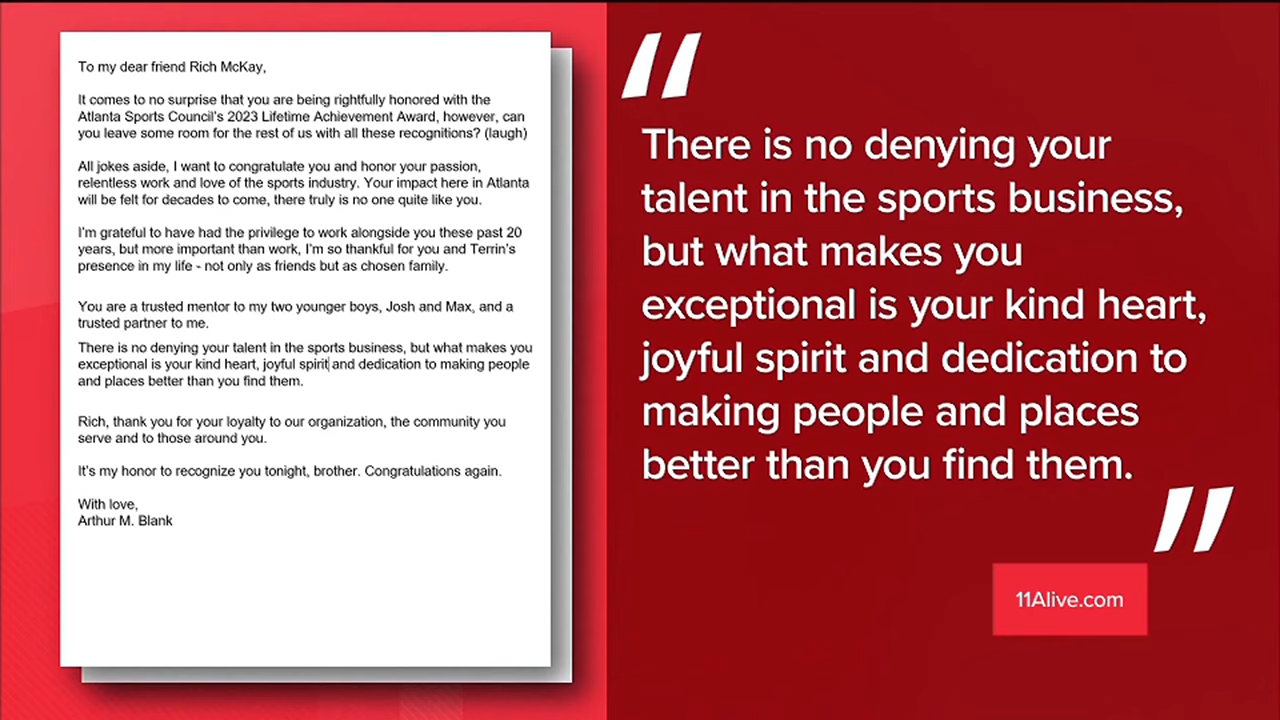 To my dear friend Rich McKay,
It comes to no surprise that you are being rightfully honored with the
Atlanta Sports Council's 2023 Lifetime Achievement Award, however, can
you leave some room for the rest of us with all these recognitions? (laugh)
All jokes aside, I want to congratulate you and honor your passion,
relentless work and love of the sports industry. Your impact here in Atlanta
will be felt for decades to come, there truly is no one quite like you.
I'm grateful to have had the privilege to work alongside you these past 20
years, but more important than work, I'm so thankful for you and Terrin's
presence in my life - not only as friends but as chosen family.
You are a trusted mentor to my two younger boys, Josh and Max, and a
trusted partner to me.
There is no denying your talent in the sports business, but what makes you
exceptional is your kind heart, joyful spirit and dedication to making people
and places better than you find them.
Rich, thank you for your loyalty to our organization, the community you
serve and to those around you.
It's my honor to recognize you tonight, brother. Congratulations again.
With love,
Arthur M. Blank
"
There is no denying your
talent in the sports business,
but what makes you
exceptional is your kind heart,
joyful spirit and dedication to
making people and places
better than you find them.
"
11Alive.com